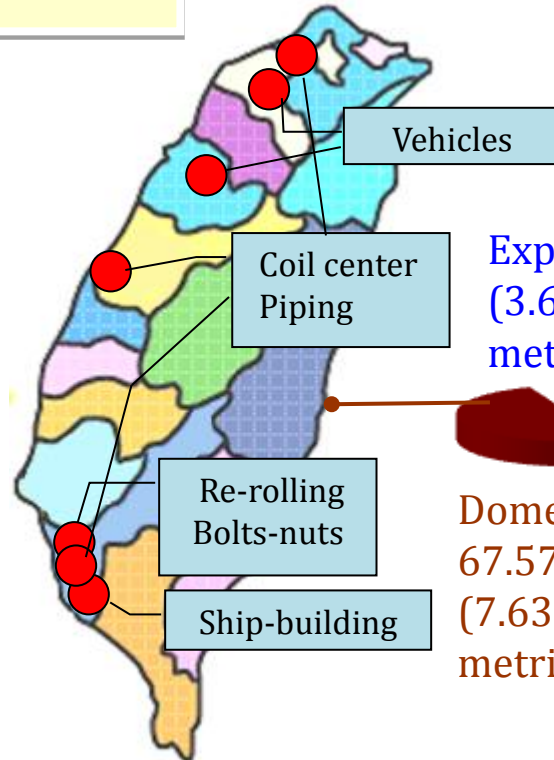 Vehicles
Coil center
Piping
Exp
(3.6
met
Re-rolling
Bolts-nuts
Ship-building
Dome
67.57
(7.63
metri